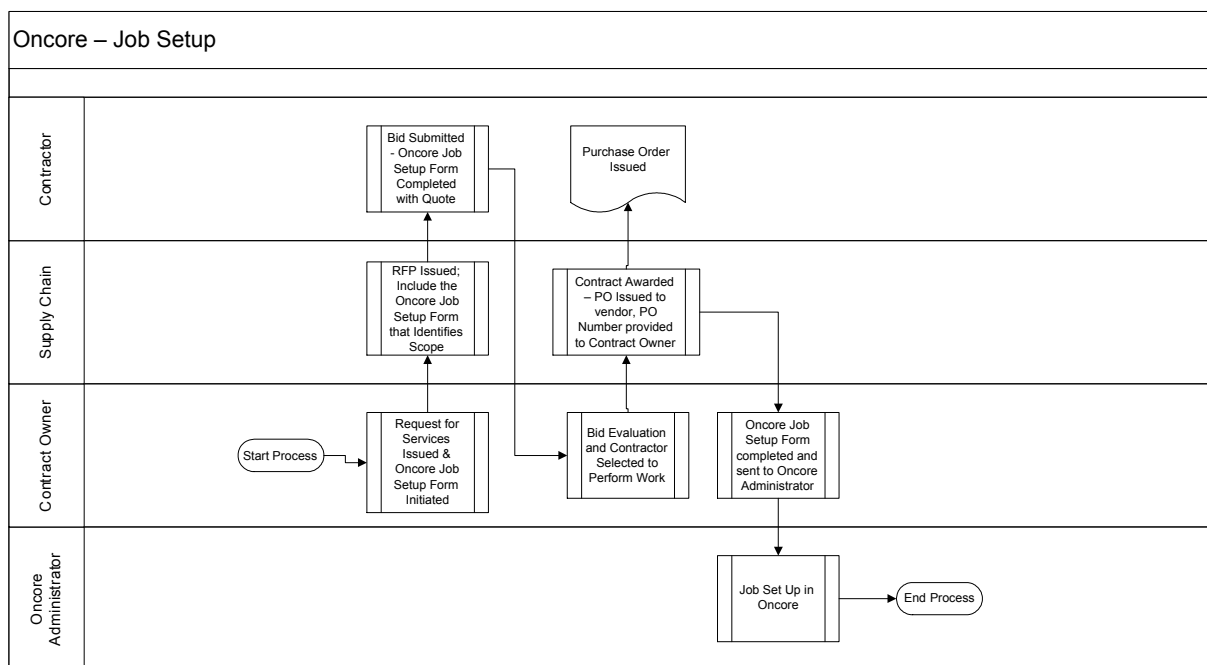 Oncore – Job Setup
Contractor
Bid Submitted
- Oncore Job
Setup Form
Completed
with Quote
Purchase Order
Issued
Supply Chain
RFP Issued;
Include the
Oncore Job
Setup Form
that Identifies
Scope
Contract Awarded
– PO Issued to
vendor, PO
Number provided
to Contract Owner
Contract Owner
Start Process
Request for
Services
Issued &
Oncore Job
Setup Form
Initiated
Bid Evaluation
and Contractor
Selected to
Perform Work
Oncore Job
Setup Form
completed and
sent to Oncore
Administrator
Oncore
Administrator
Job Set Up in
Oncore
End Process